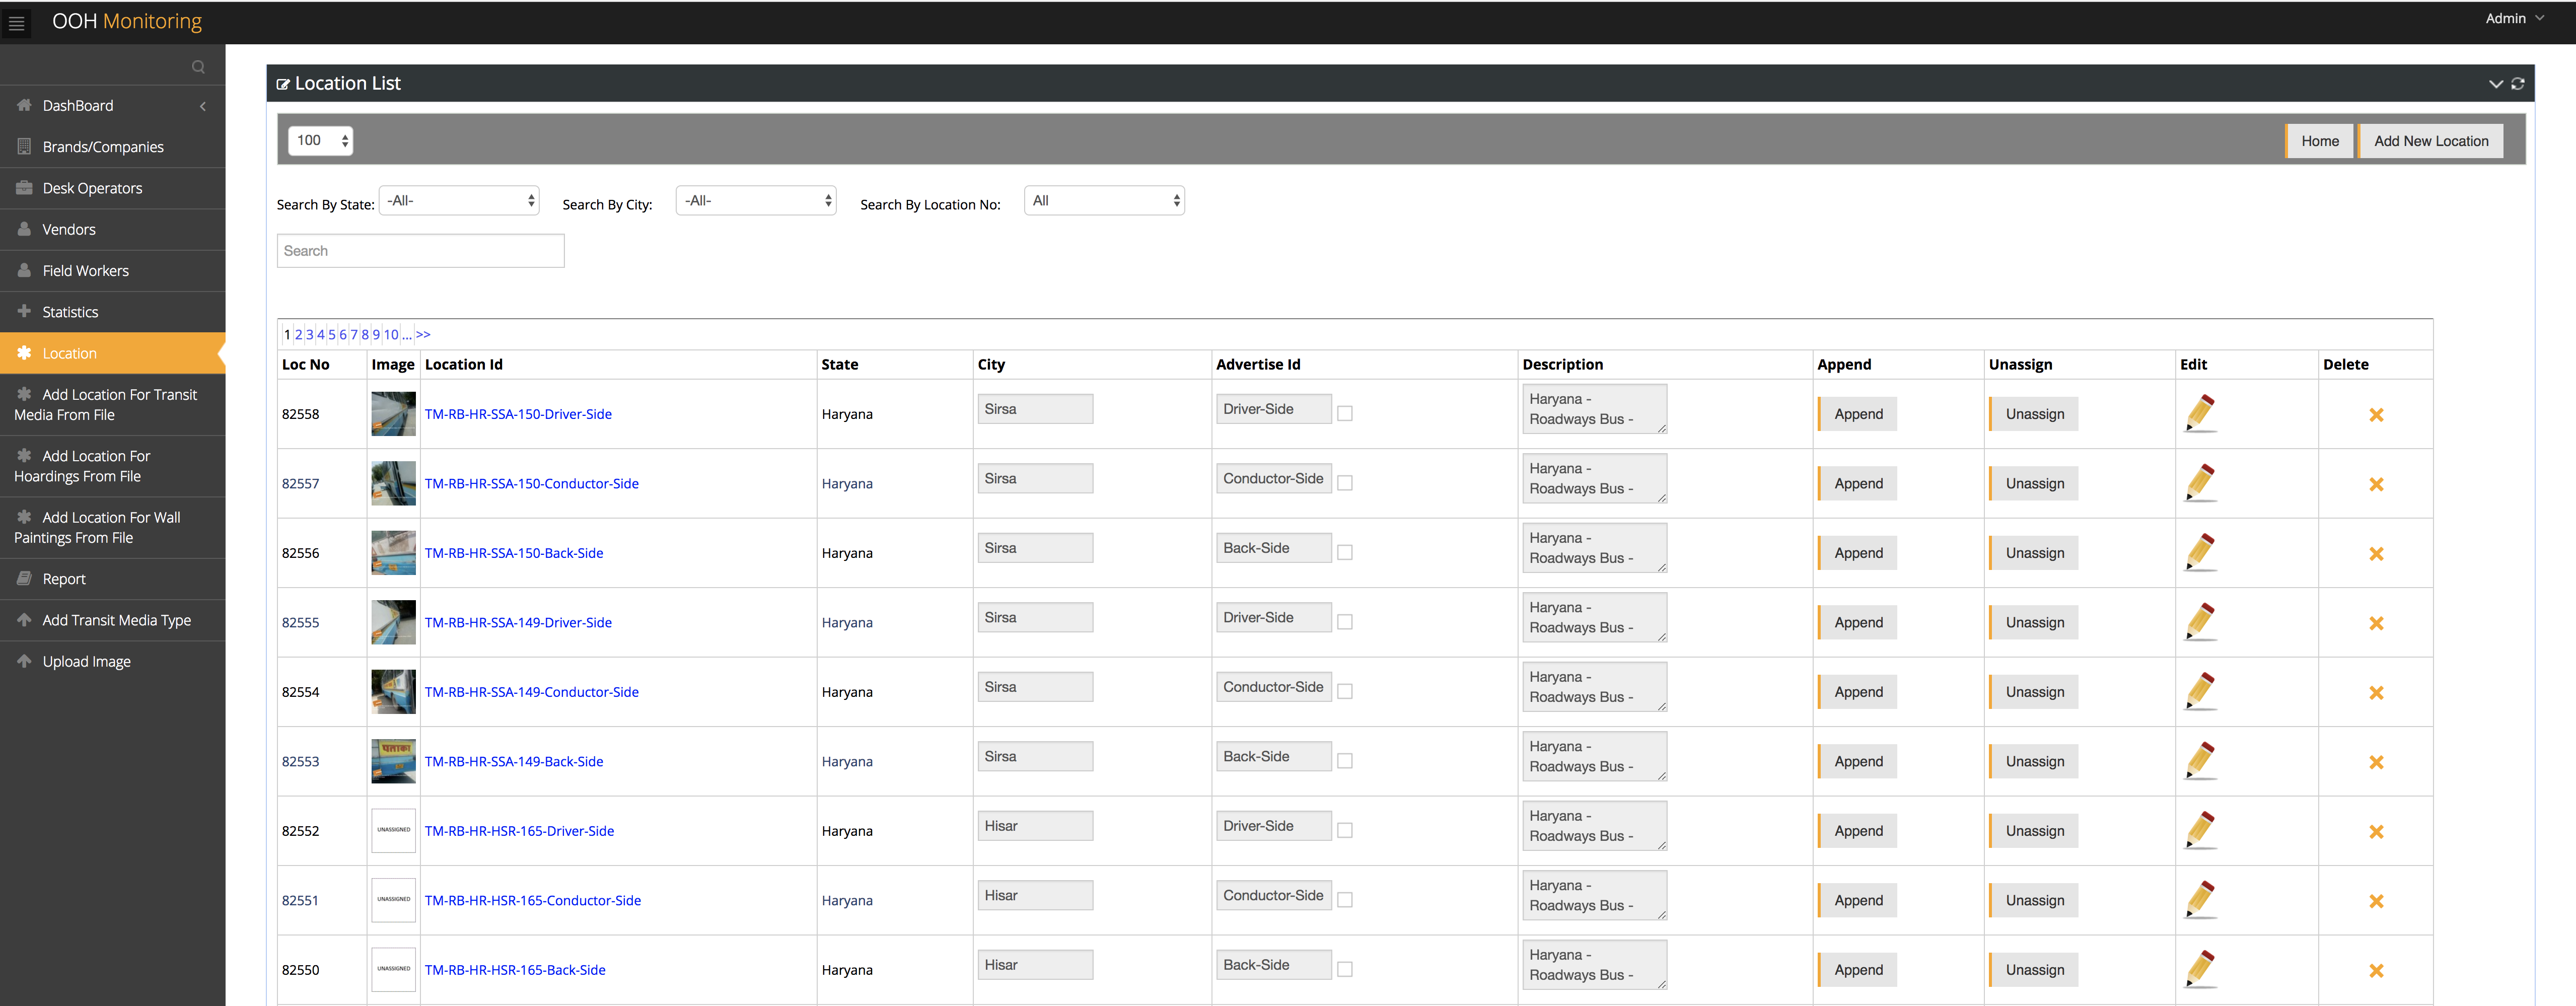 OOH Monitoring
Admin
DashBoard
Brands/Companies
Desk Operators
Vendors
Field Workers
Statistics
Location
Add Location For Transit
Media From File
Add Location For
Hoardings From File
Add Location For Wall
Paintings From File
Report
Add Transit Media Type
Upload Image
Location List
100
Home Add New Location
Search By State: -All- Search By City: -All- Search By Location No: All
Search
1 2 3 4 5 6 7 8 9 10 ... >>
Loc No Image Location Id State City Advertise Id Description Append Unassign Edit Delete
82558 TM-RB-HR-SSA-150-Driver-Side Haryana Sirsa Driver-Side Haryana - Append Unassign
Roadways Bus -
82557 TM-RB-HR-SSA-150-Conductor-Side Haryana Sirsa Conductor-Side Haryana - Append Unassign
Roadways Bus -
82556 TM-RB-HR-SSA-150-Back-Side Haryana Sirsa Back-Side Haryana - Append Unassign
Roadways Bus -
82555 TM-RB-HR-SSA-149-Driver-Side Haryana Sirsa Driver-Side Haryana - Append Unassign
Roadways Bus -
82554 TM-RB-HR-SSA-149-Conductor-Side Haryana Sirsa Conductor-Side Haryana - Append Unassign
Roadways Bus -
82553 पताका TM-RB-HR-SSA-149-Back-Side Haryana Sirsa Back-Side Haryana - Append Unassign
Roadways Bus -
82552 UNASSIGNED TM-RB-HR-HSR-165-Driver-Side Haryana Hisar Driver-Side Haryana - Append Unassign
Roadways Bus -
82551 UNASSIGNED TM-RB-HR-HSR-165-Conductor-Side Haryana Hisar Conductor-Side Haryana - Append Unassign
Roadways Bus -
82550 UNASSIGNED TM-RB-HR-HSR-165-Back-Side Haryana Hisar Back-Side Haryana - Append Unassign
Roadways Bus -